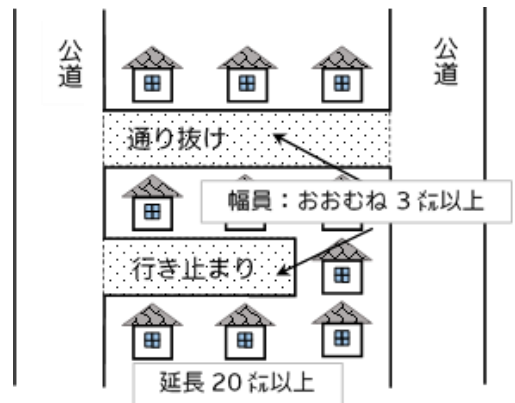 公道
公道
通り抜け
幅員：おおむね 3 ㍍以上
行き止まり
延長 20 ㍍以上